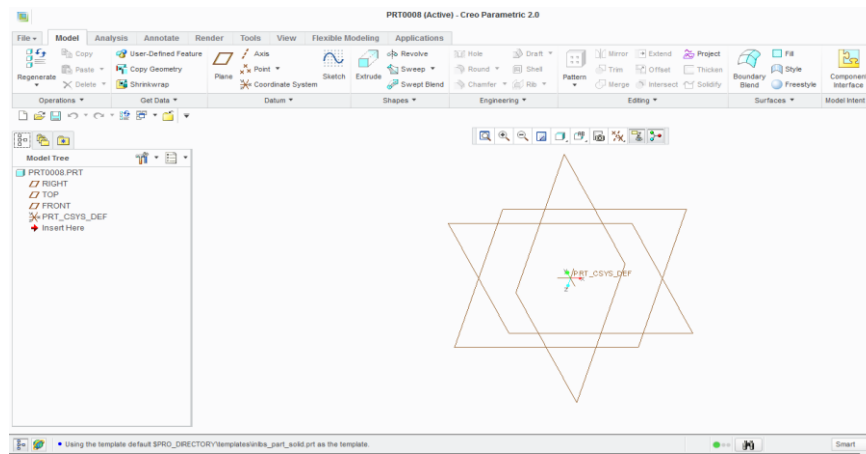 PRT0008 (Active) - Creo Parametric 2.0
File Model Analysis Annotate Render Tools View Flexible Modeling Applications
Copy User-Defined Feature Axis Revolve Hole Draft Mirror Extend Project Fill
Paste Copy Geometry Point Sweep Round Shell Trim Offset Thicken Style
Regenerate Delete Shrinkwrap Plane Coordinate System Sketch Extrude Swept Blend Chamfer Rib Pattern Merge Intersect Solidify Boundary Blend Freestyle Component Interface
Operations Get Data Datum Shapes Engineering Editing Surfaces Model Intent
Model Tree
PRT0008.PRT
RIGHT
TOP
FRONT
PRT_CSYS_DEF
Insert Here
PRT_CSYS_DEF
Z
Using the template default $PRO_DIRECTORY\templates\inlbs_part_solid.prt as the template.
Smart